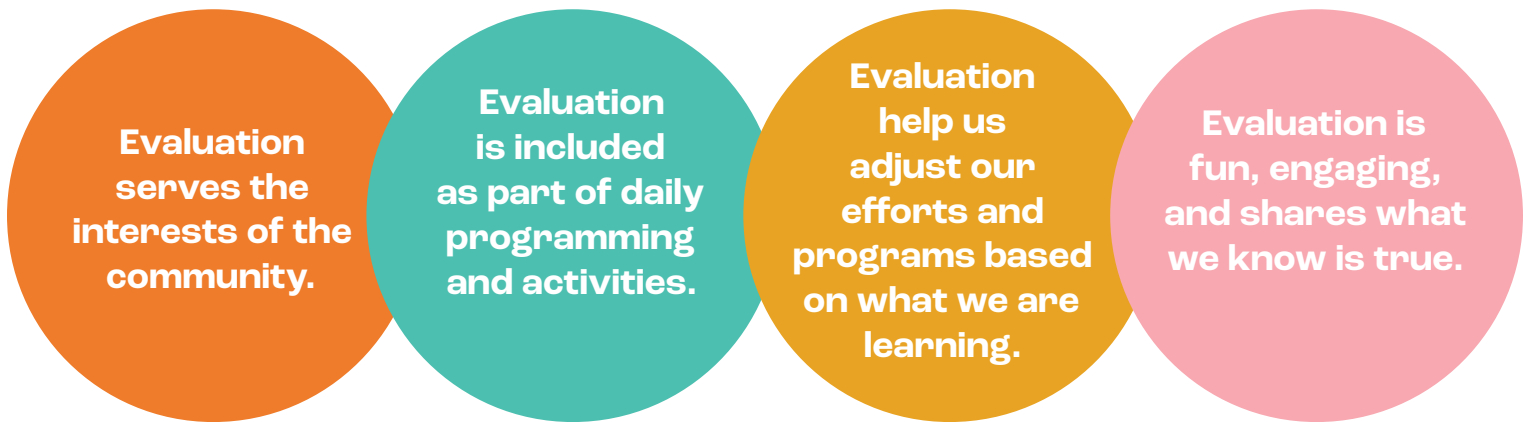 Evaluation
serves the
interests of the
community.
Evaluation
is included
as part of daily
programming
and activities.
Evaluation
help us
adjust our
efforts and
programs based
on what we are
learning.
Evaluation is
fun, engaging,
and shares what
we know is true.